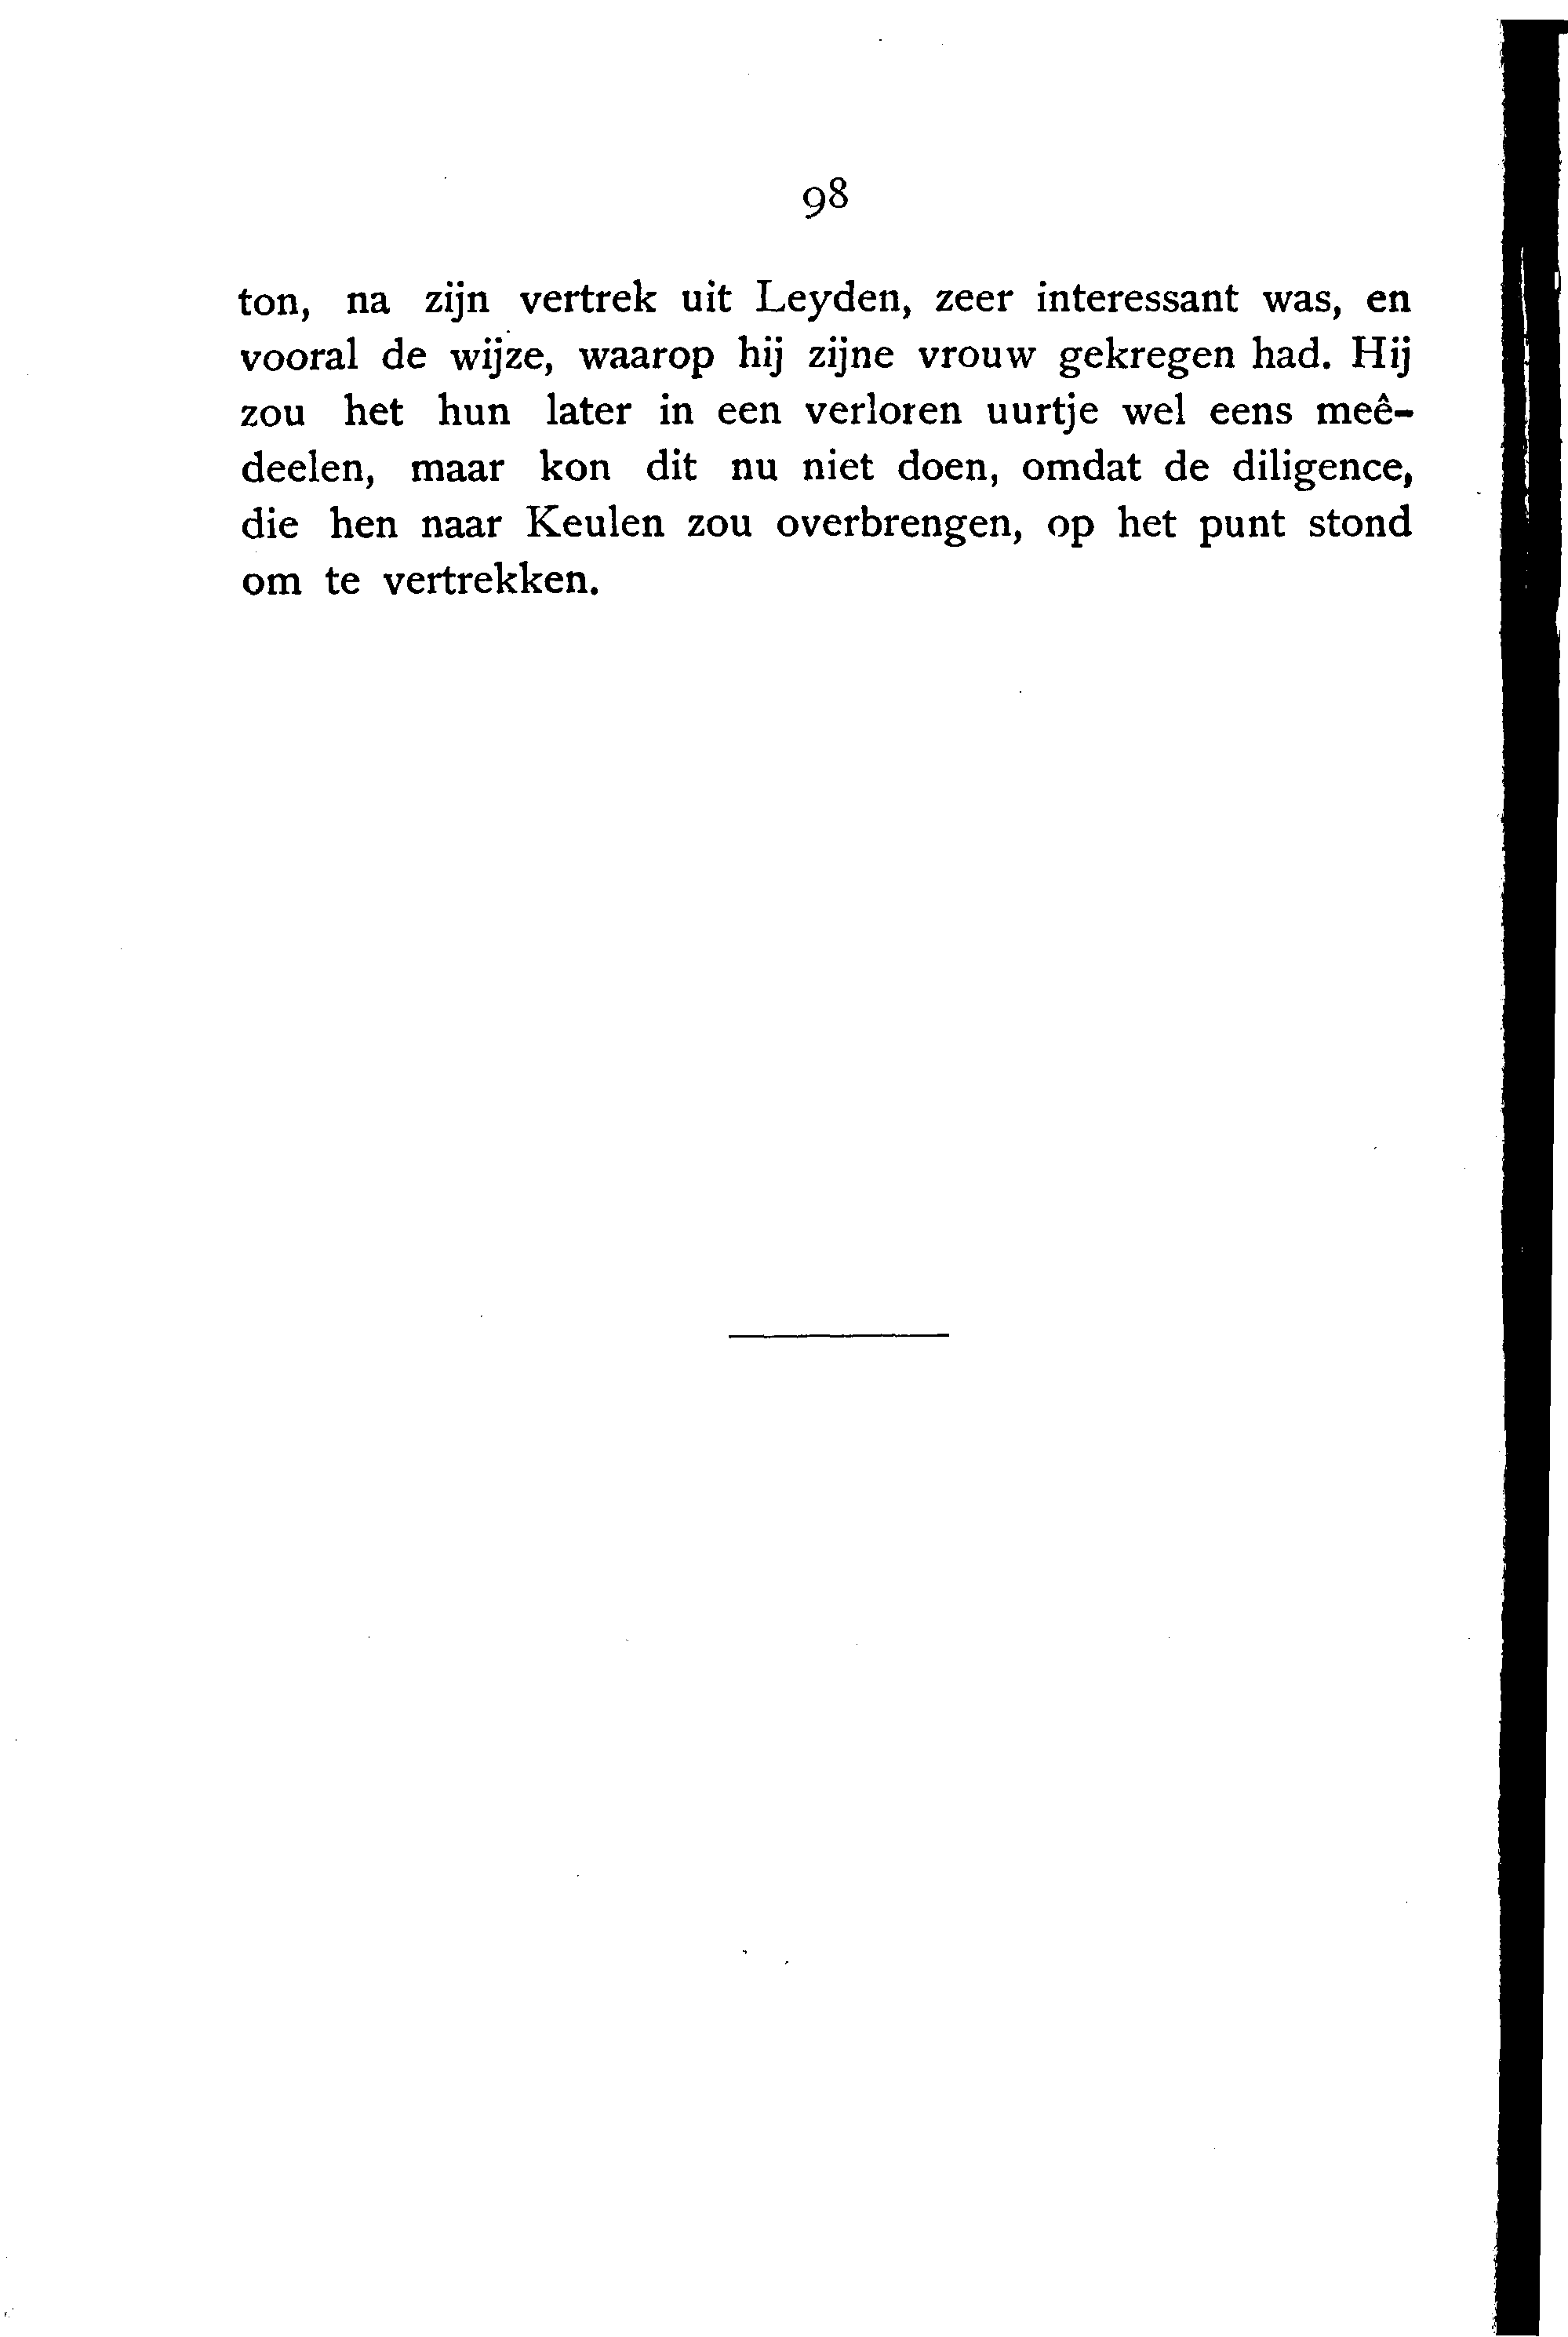 98
ton, na zijn vertrek uit Leyden, zeer interessant was, en
vooral de wijze, waarop hij zijne vrouw gekregen had. Hij
zou het hun later in een verloren uurtje wel eens meê-
deelen, maar kon dit nu niet doen, omdat de diligence,
die hen naar Keulen zou overbrengen, op het punt stond
om te vertrekken.